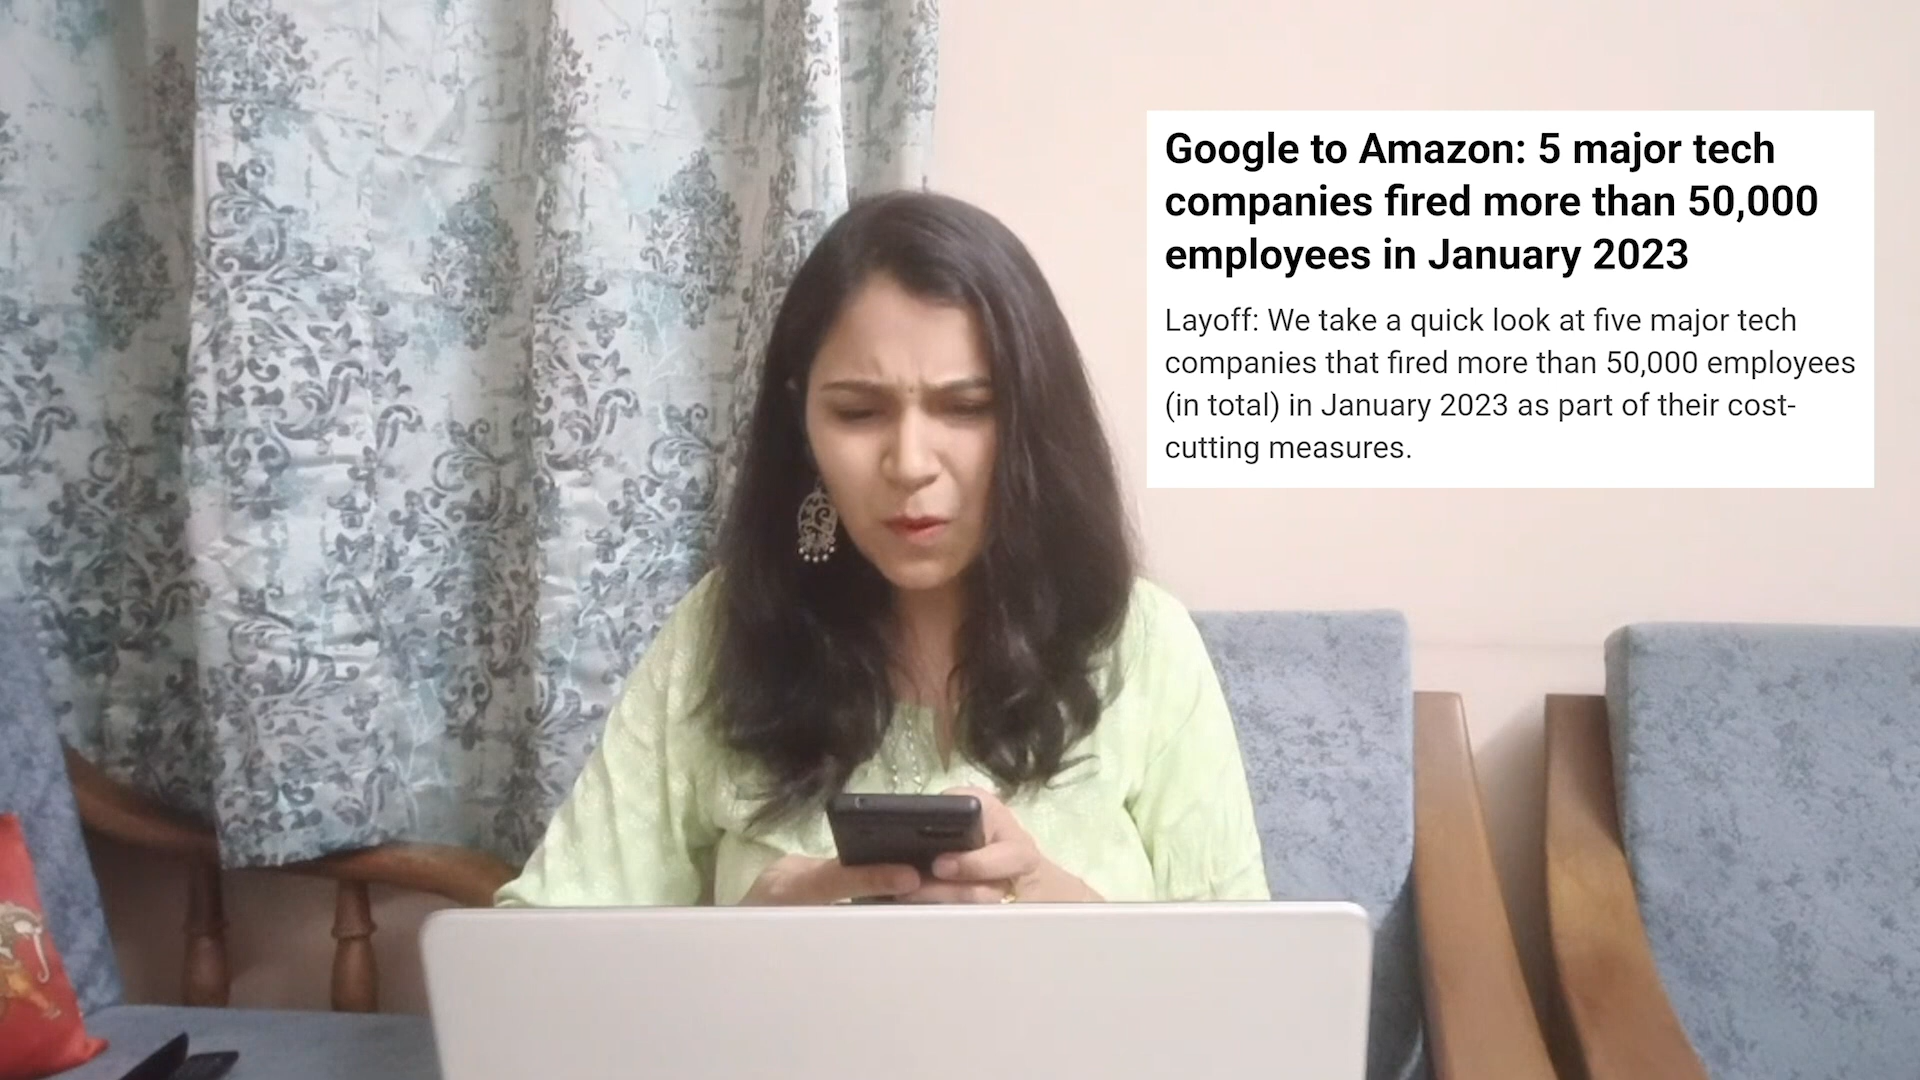 Google to Amazon: 5 major tech
companies fired more than 50,000
employees in January 2023
Layoff: We take a quick look at five major tech
companies that fired more than 50,000 employees
(in total) in January 2023 as part of their cost-
cutting measures.